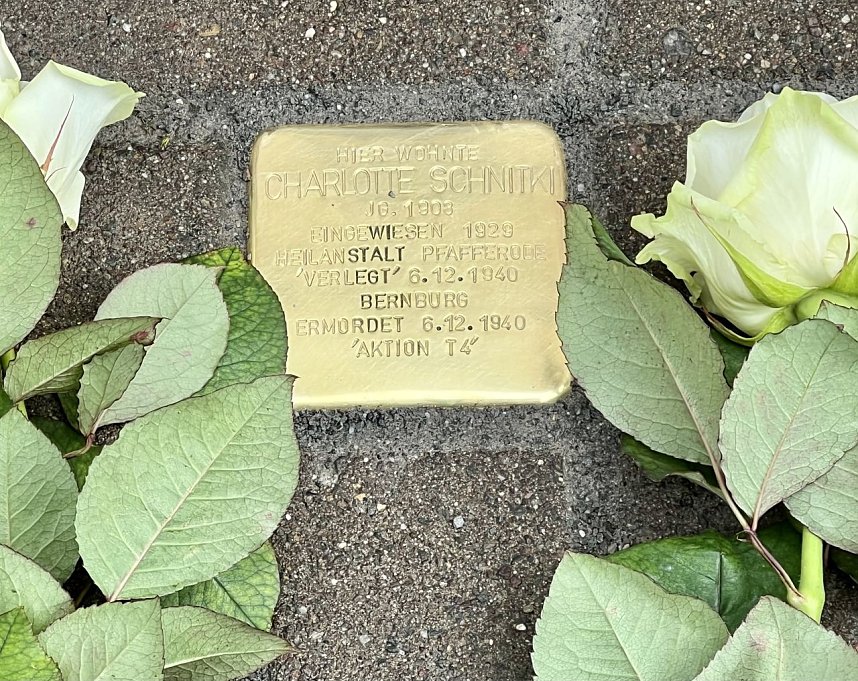 HIER WOHNTE
CHARLOTTE SCHNITKI
JG. 1903
EINGEWIESEN 1929
HEILANSTALT PFAFFERODE
'VERLEGT' 6.12.1940
BERNBURG
ERMORDET 6.12.1940
'AKTION T4'